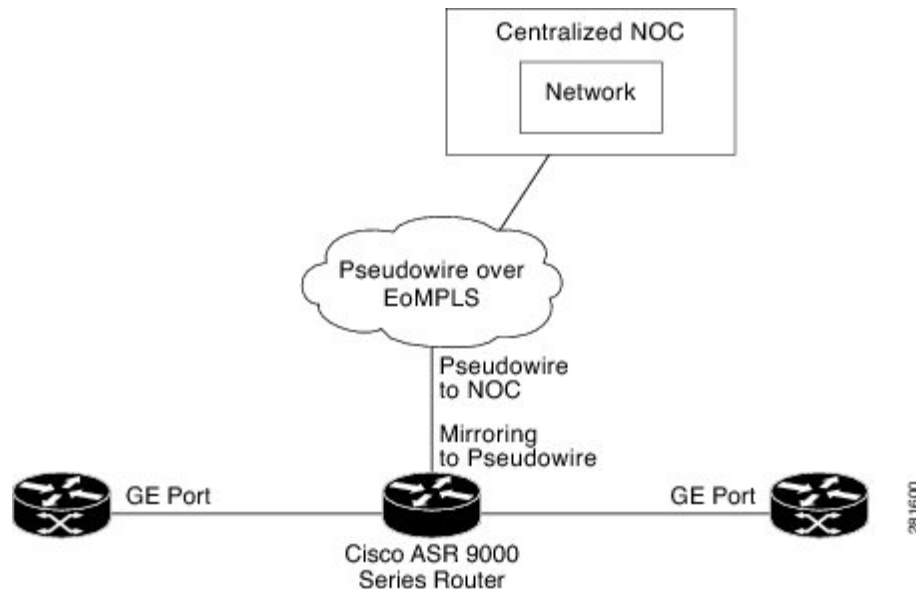 Centralized NOC
Network
Pseudowire over
EoMPLS
Pseudowire
to NOC
Mirroring
to Pseudowire
GE Port
GE Port
Cisco ASR 9000
Series Router
281600